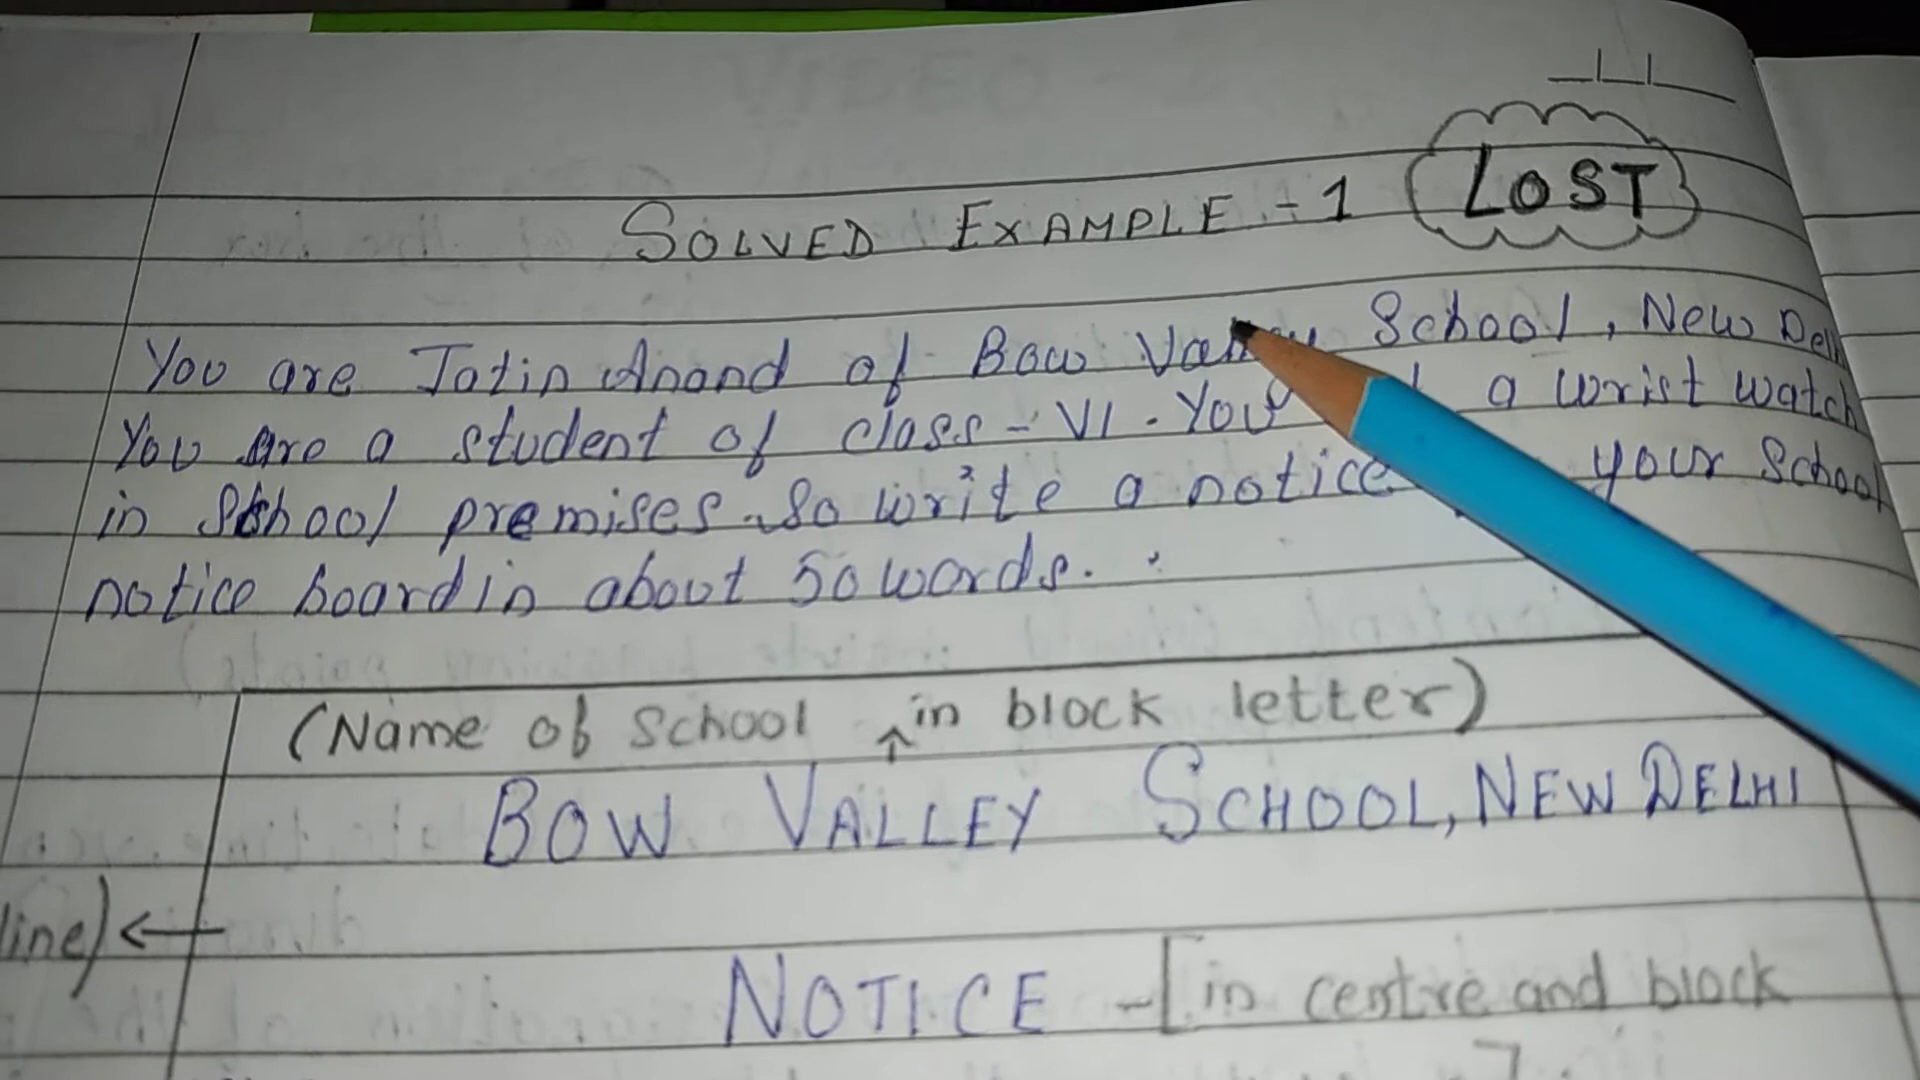 SOLVED EXAMPLE - 1 LOST
You are Jatin Anand of Bow School, New
You are a student of class - VI. You a wrist watch
in School premises. So write a notice your School
notice board in about 50 words.
(Name of School in block letter)
BOW VALLEY SCHOOL, NEW DELHI
line)
NOTICE - [in centre and block